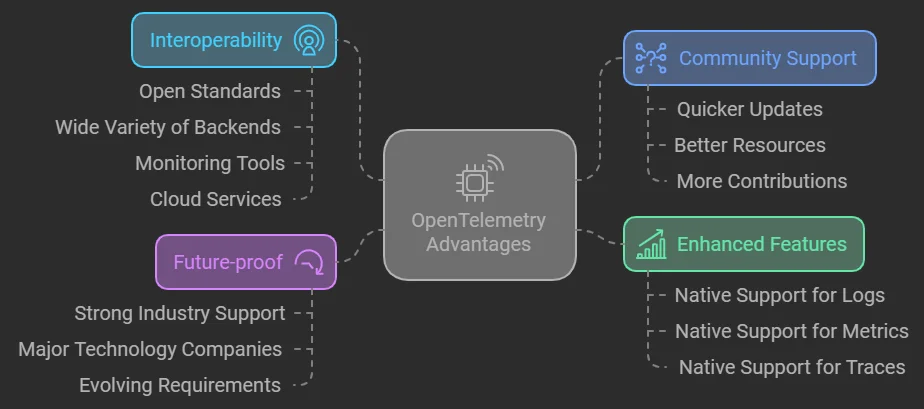 Interoperability
Open Standards
Wide Variety of Backends
Monitoring Tools
Cloud Services
Future-proof
Strong Industry Support
Major Technology Companies
Evolving Requirements
OpenTelemetry
Advantages
Community Support
Quicker Updates
Better Resources
More Contributions
Enhanced Features
Native Support for Logs
Native Support for Metrics
Native Support for Traces